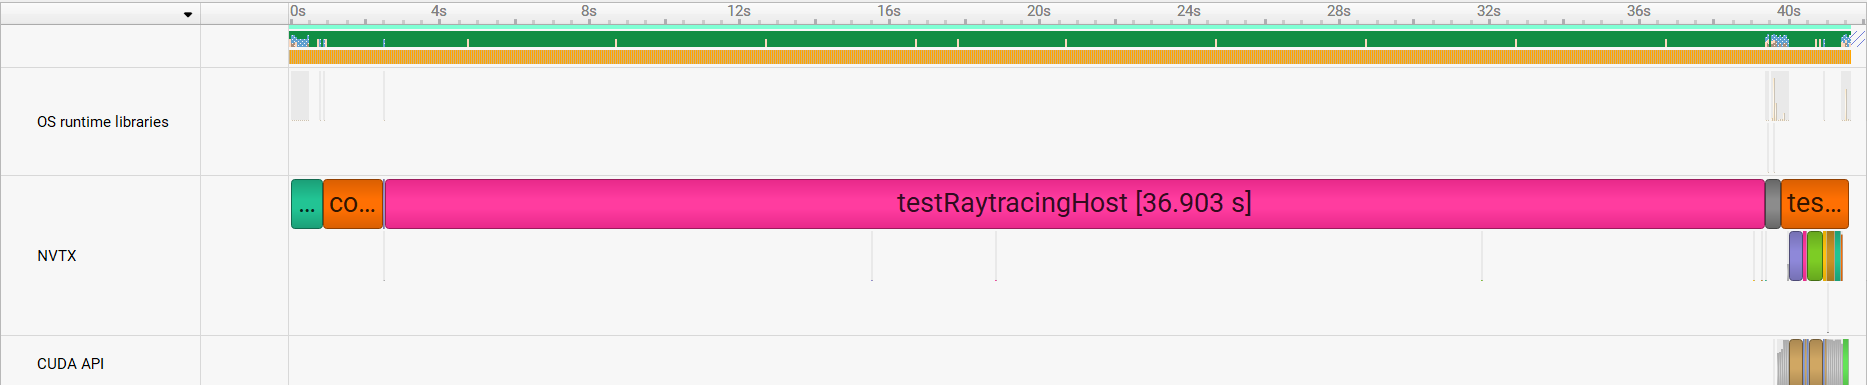 0s 4s 8s 12s 16s 20s 24s 28s 32s 36s 40s
OS runtime libraries
... co... testRaytracingHost [36.903 s] tes...
NVTX
CUDA API